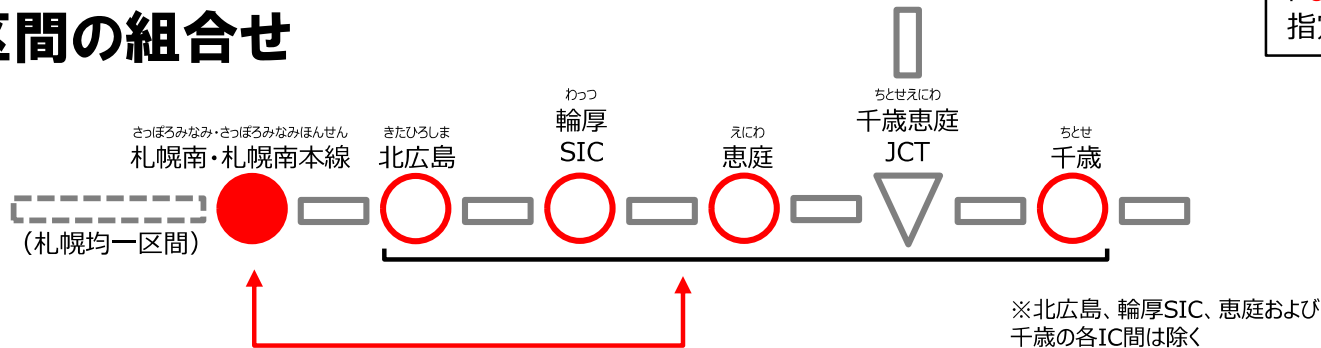 区間の組合せ
指定
わっつ
輪厚
SIC
ちとせえにわ
千歳恵庭
JCT
さっぽろみなみ・さっぽろみなみほんせん
札幌南・札幌南本線
きたひろしま
北広島
えにわ
恵庭
ちとせ
千歳
(札幌均一区間)
※北広島、輪厚SIC、恵庭および
千歳の各IC間は除く